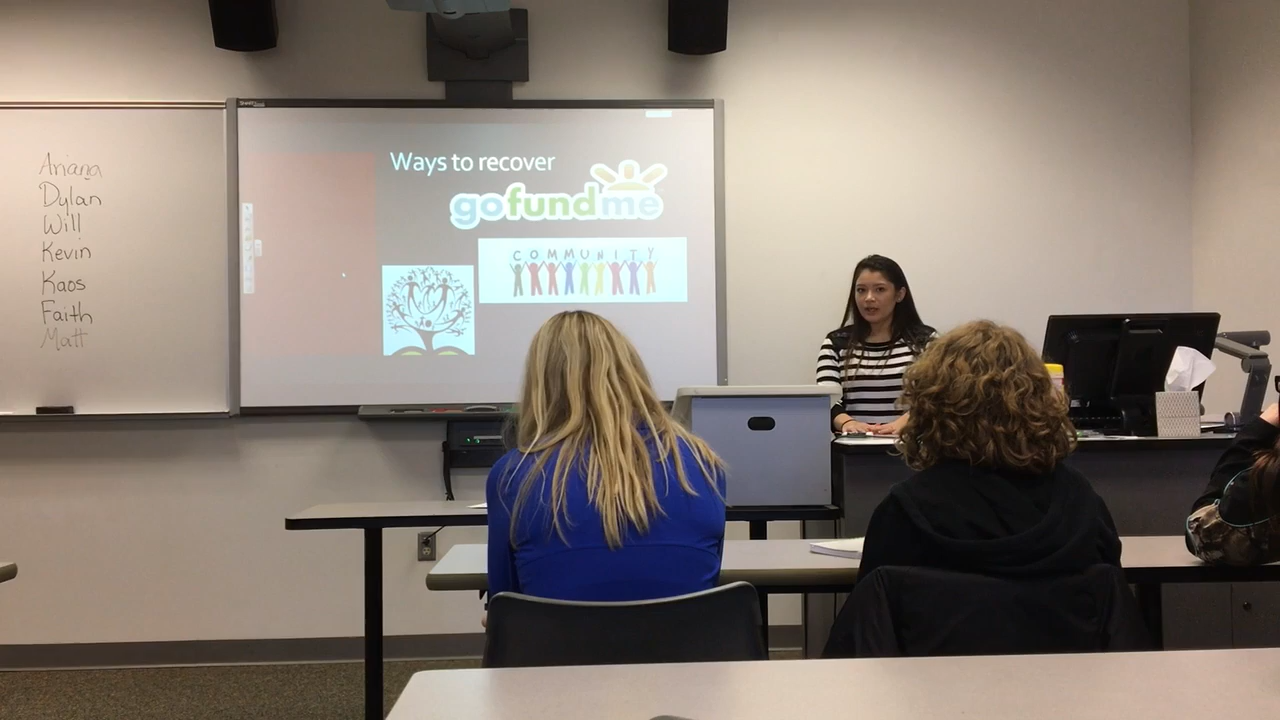 Ariana
Dylan
Will
Kevin
Kaos
Faith
Matt
Ways to recover
gofundme
COMMUNITY